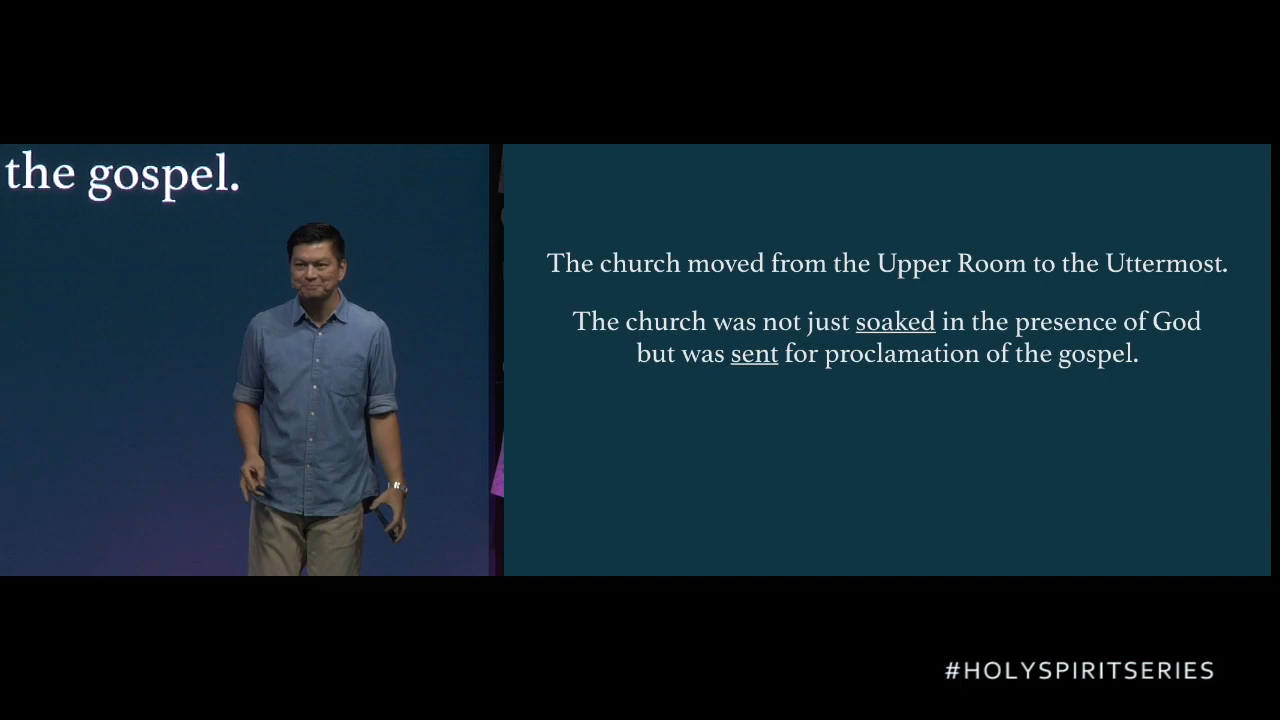 the gospel.
The church moved from the Upper Room to the Uttermost.
The church was not just soaked in the presence of God
but was sent for proclamation of the gospel.
#HOLYSPIRITSERIES